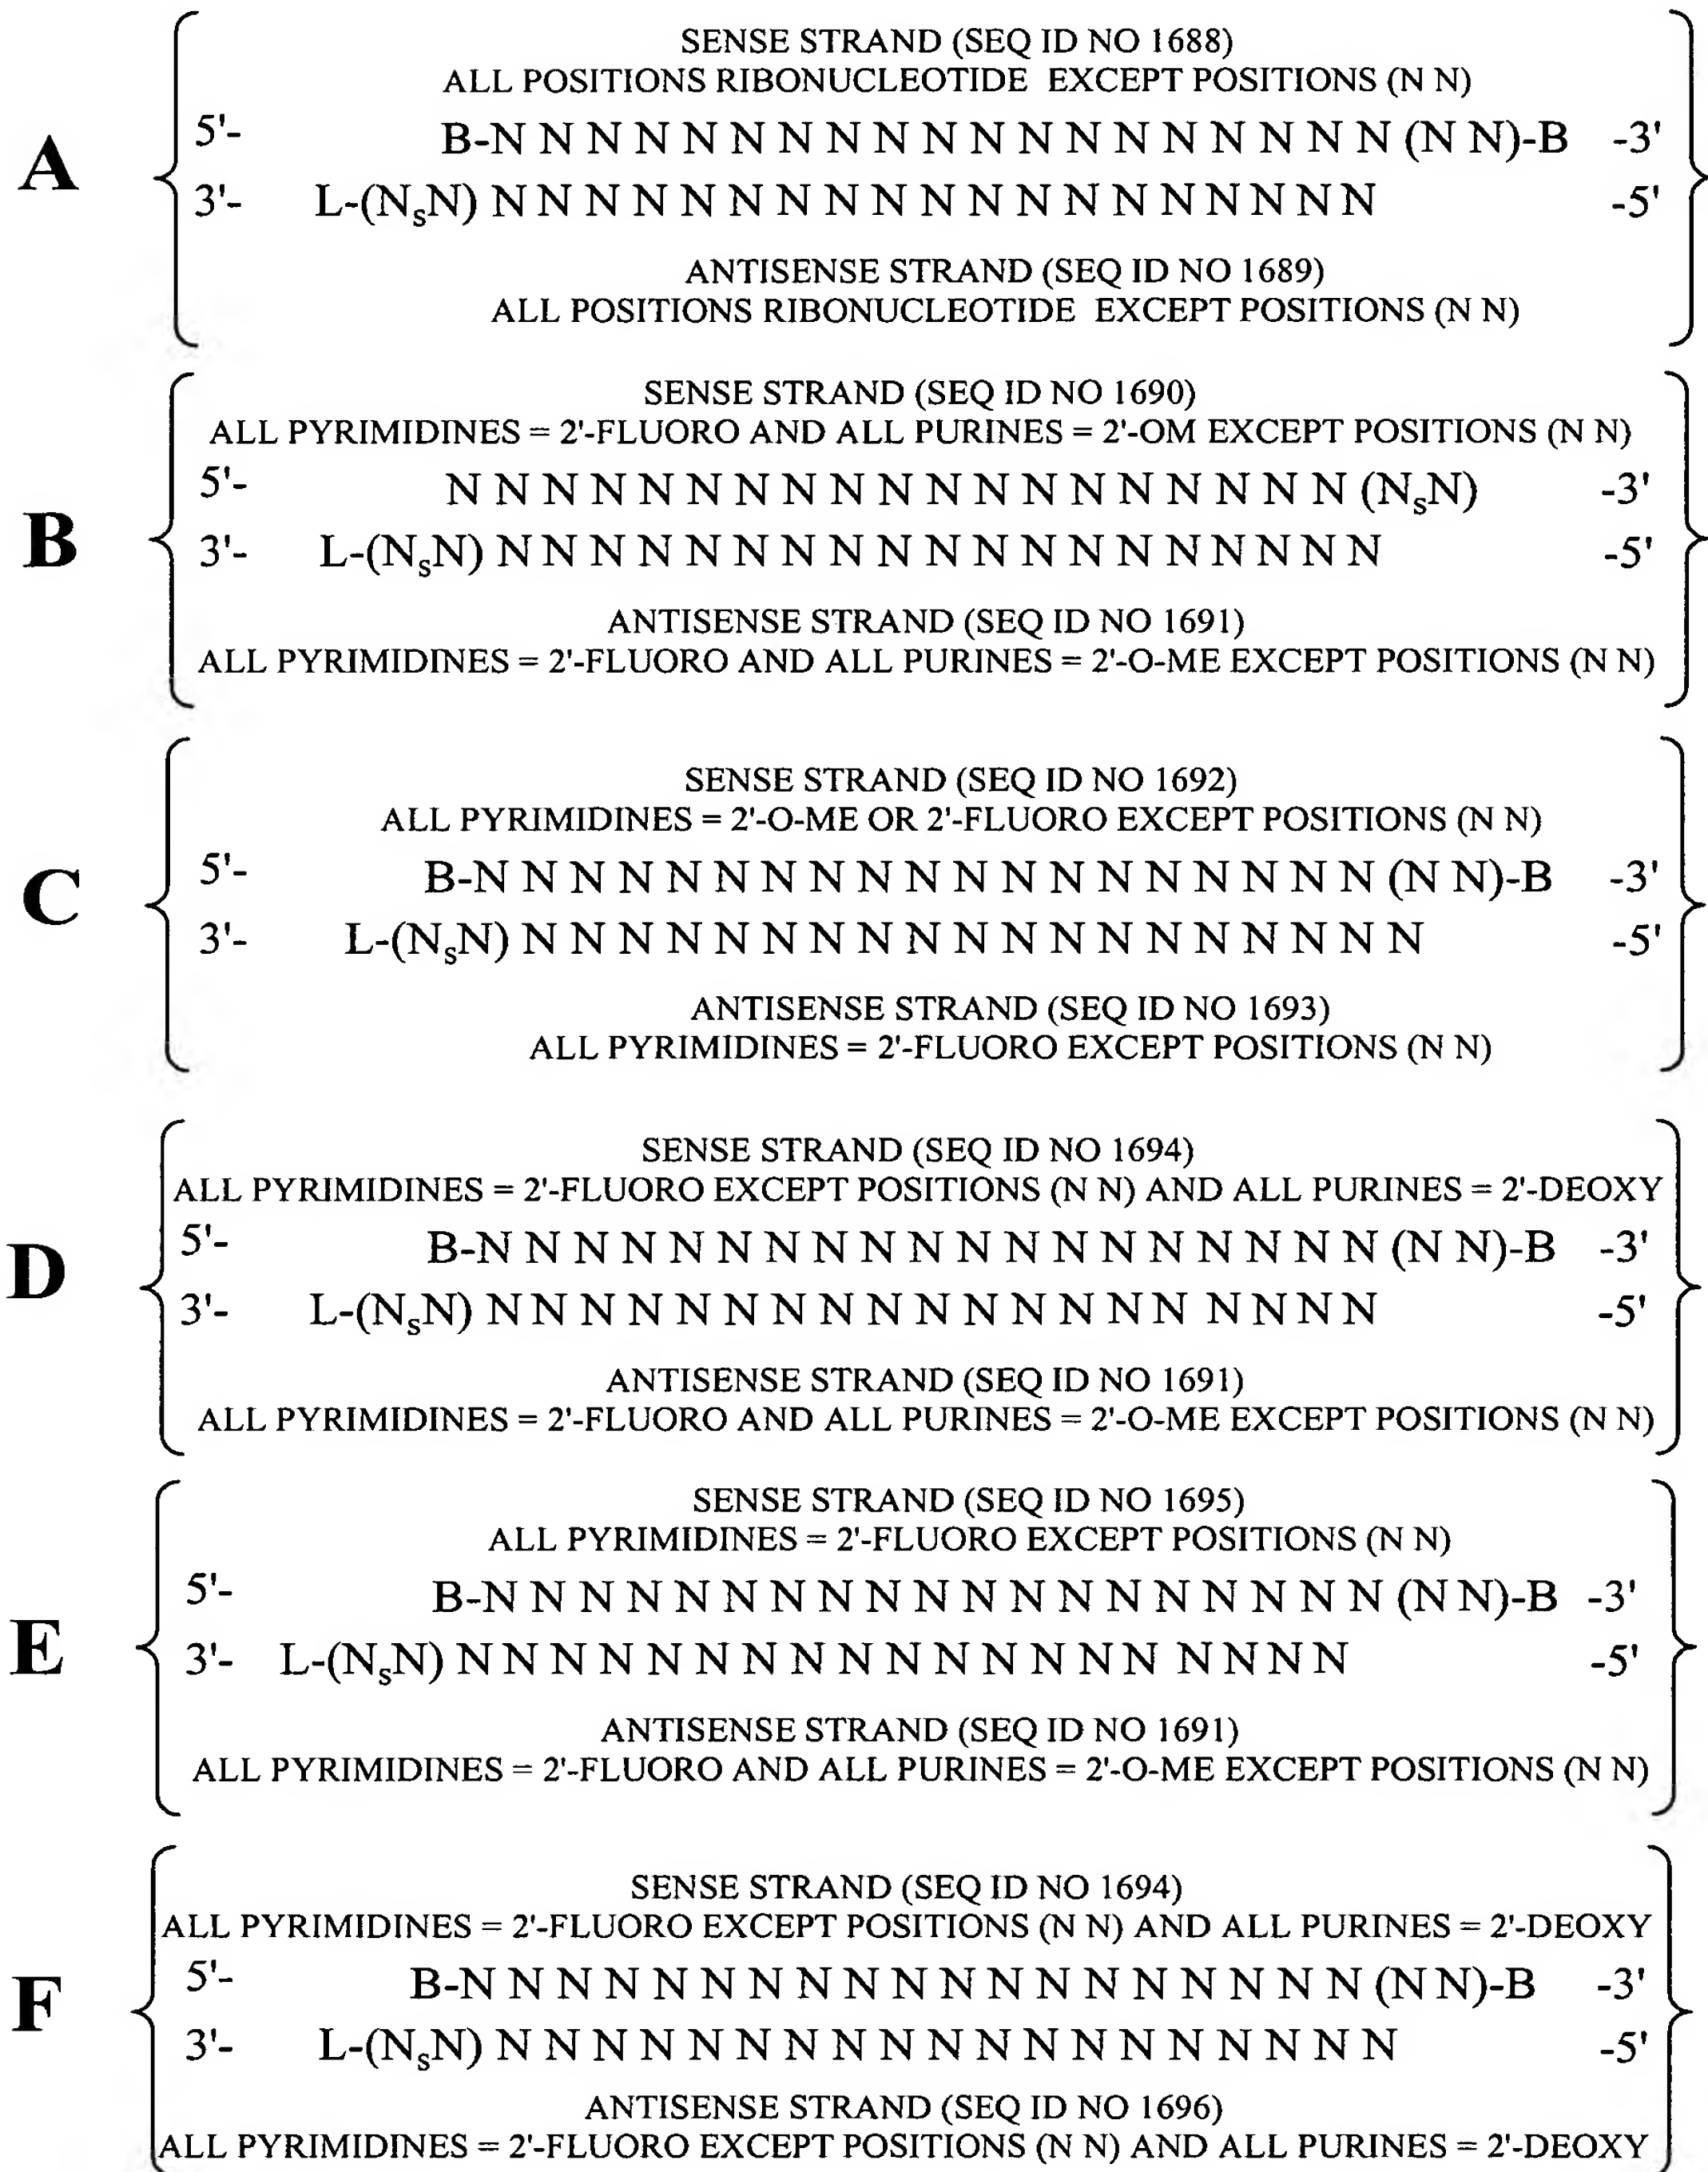 SENSE STRAND (SEQ ID NO 1688)
ALL POSITIONS RIBONUCLEOTIDE EXCEPT POSITIONS (N N)
5'- B-N N N N N N N N N N N N N N N N N N N (N N)-B -3'
A
3'- L-(NsN) N N N N N N N N N N N N N N N N N N N -5'
ANTISENSE STRAND (SEQ ID NO 1689)
ALL POSITIONS RIBONUCLEOTIDE EXCEPT POSITIONS (N N)
SENSE STRAND (SEQ ID NO 1690)
ALL PYRIMIDINES = 2'-FLUORO AND ALL PURINES = 2'-OM EXCEPT POSITIONS (N N)
5'- N N N N N N N N N N N N N N N N N N N (NsN) -3'
B
3'- L-(NsN) N N N N N N N N N N N N N N N N N N N -5'
ANTISENSE STRAND (SEQ ID NO 1691)
ALL PYRIMIDINES = 2'-FLUORO AND ALL PURINES = 2'-O-ME EXCEPT POSITIONS (N N)
SENSE STRAND (SEQ ID NO 1692)
ALL PYRIMIDINES = 2'-O-ME OR 2'-FLUORO EXCEPT POSITIONS (N N)
5'- B-N N N N N N N N N N N N N N N N N N N (N N)-B -3'
C
3'- L-(NsN) N N N N N N N N N N N N N N N N N N N -5'
ANTISENSE STRAND (SEQ ID NO 1693)
ALL PYRIMIDINES = 2'-FLUORO EXCEPT POSITIONS (N N)
SENSE STRAND (SEQ ID NO 1694)
ALL PYRIMIDINES = 2'-FLUORO EXCEPT POSITIONS (N N) AND ALL PURINES = 2'-DEOXY
5'- B-N N N N N N N N N N N N N N N N N N N (N N)-B -3'
D
3'- L-(NsN) N N N N N N N N N N N N N N N N N N N -5'
ANTISENSE STRAND (SEQ ID NO 1691)
ALL PYRIMIDINES = 2'-FLUORO AND ALL PURINES = 2'-O-ME EXCEPT POSITIONS (N N)
SENSE STRAND (SEQ ID NO 1695)
ALL PYRIMIDINES = 2'-FLUORO EXCEPT POSITIONS (N N)
5'- B-N N N N N N N N N N N N N N N N N N N (N N)-B -3'
E
3'- L-(NsN) N N N N N N N N N N N N N N N N N N N -5'
ANTISENSE STRAND (SEQ ID NO 1691)
ALL PYRIMIDINES = 2'-FLUORO AND ALL PURINES = 2'-O-ME EXCEPT POSITIONS (N N)
SENSE STRAND (SEQ ID NO 1694)
ALL PYRIMIDINES = 2'-FLUORO EXCEPT POSITIONS (N N) AND ALL PURINES = 2'-DEOXY
5'- B-N N N N N N N N N N N N N N N N N N N (N N)-B -3'
F
3'- L-(NsN) N N N N N N N N N N N N N N N N N N N -5'
ANTISENSE STRAND (SEQ ID NO 1696)
ALL PYRIMIDINES = 2'-FLUORO EXCEPT POSITIONS (N N) AND ALL PURINES = 2'-DEOXY